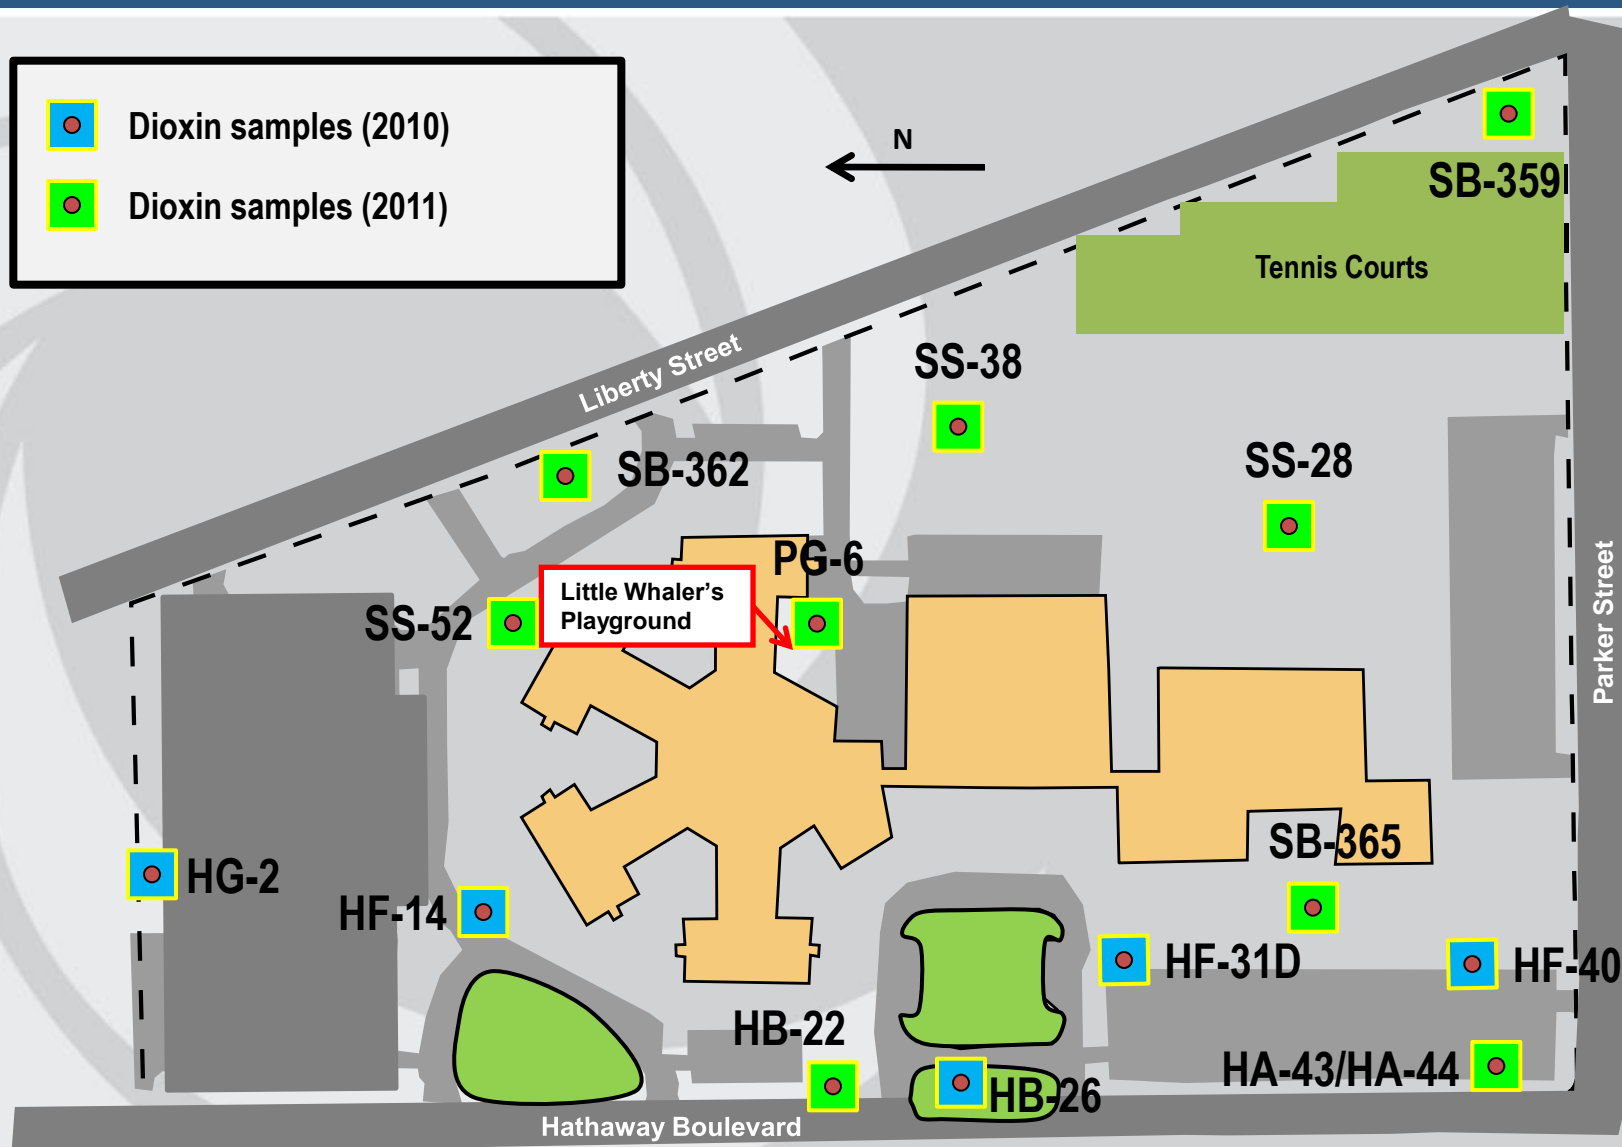 Dioxin samples (2010)
Dioxin samples (2011)
N
SB-359
Tennis Courts
Liberty Street
SS-38
SB-362
SS-28
PG-6
Little Whaler’s
Playground
SS-52
Parker Street
SB-365
HG-2
HF-14
HF-31D
HF-40
HB-22
HA-43/HA-44
HB-26
Hathaway Boulevard